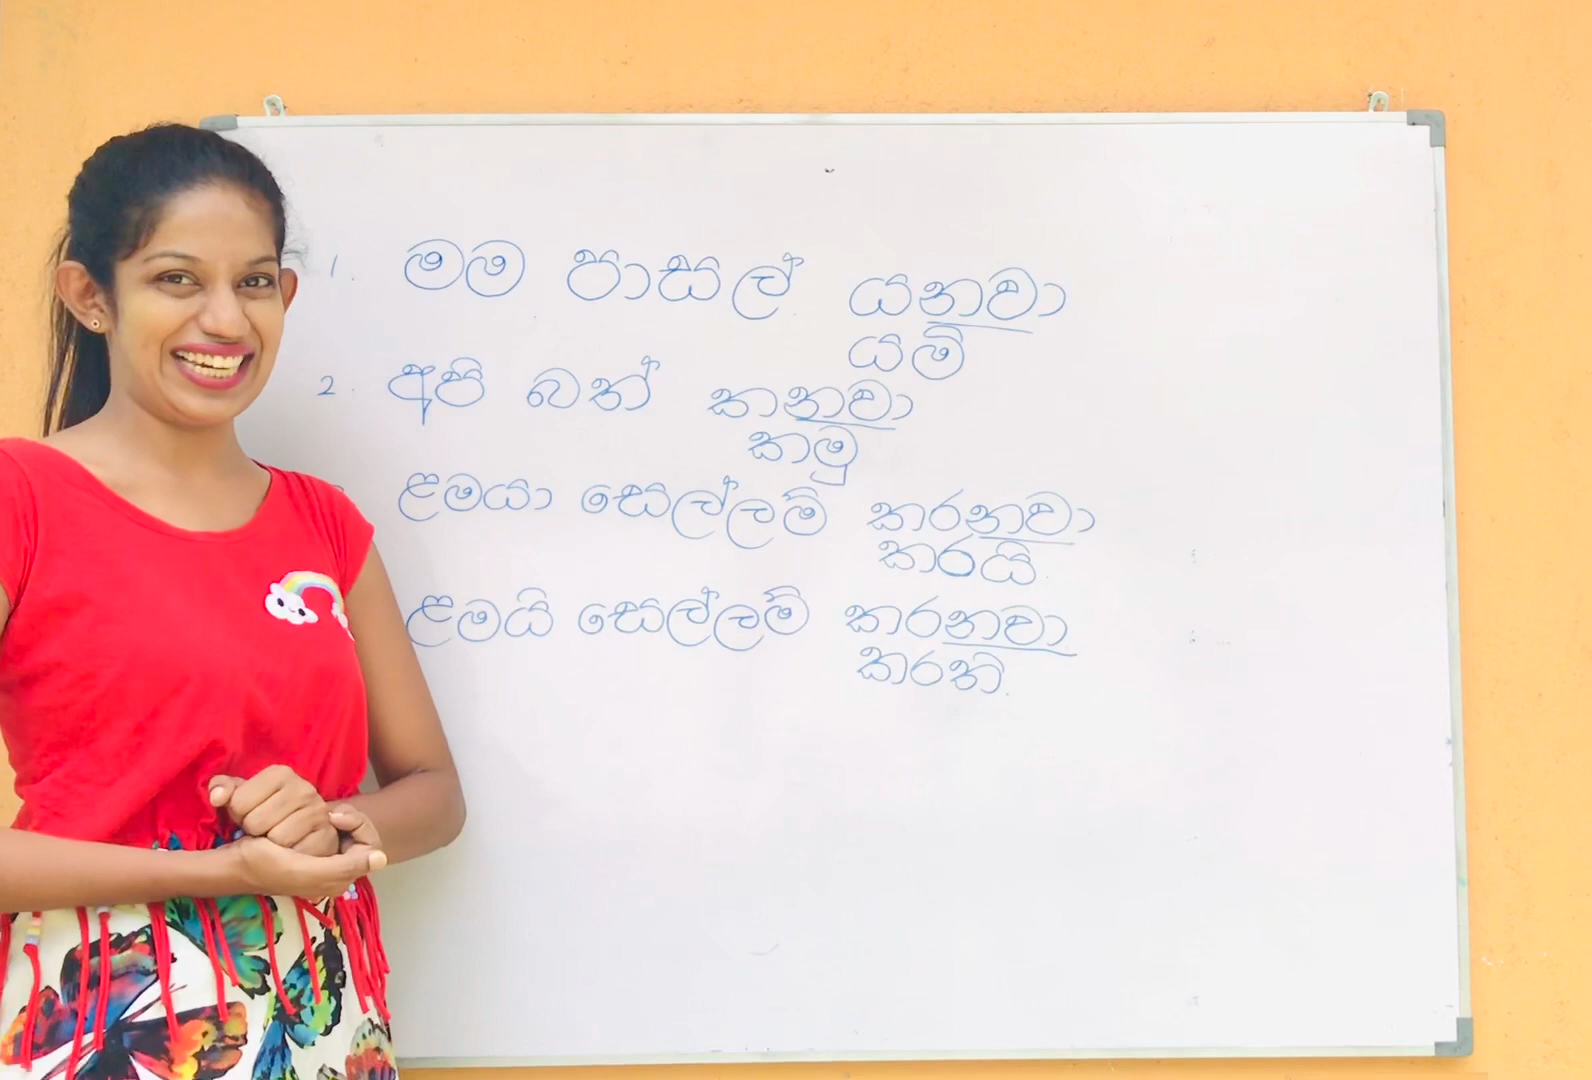 1. මම පාසල් යනවා
යමි
2. අපි බත් කනවා
කමු
ළමයා සෙල්ලම් කරනවා
කරයි
ළමයි සෙල්ලම් කරනවා
කරති.